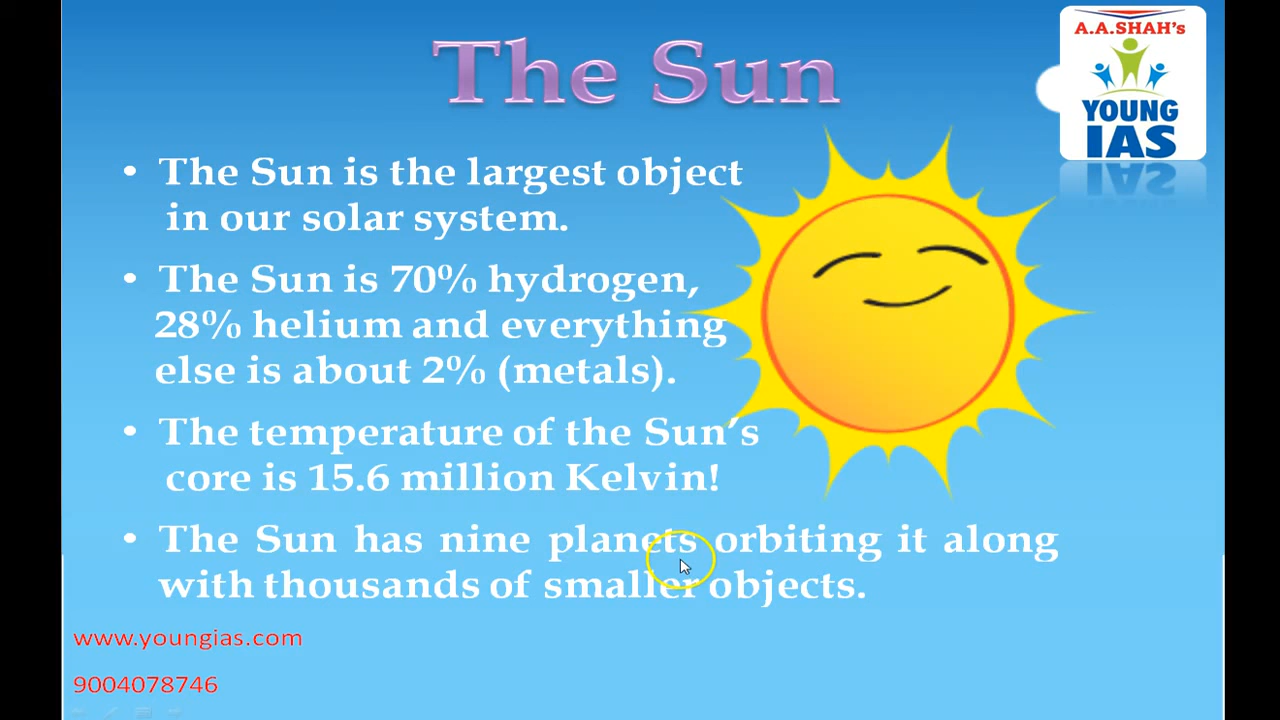 The Sun
A.A.SHAH's
YOUNG
IAS
• The Sun is the largest object
in our solar system.
• The Sun is 70% hydrogen,
28% helium and everything
else is about 2% (metals).
• The temperature of the Sun's
core is 15.6 million Kelvin!
• The Sun has nine planets orbiting it along
with thousands of smaller objects.
www.youngias.com
9004078746